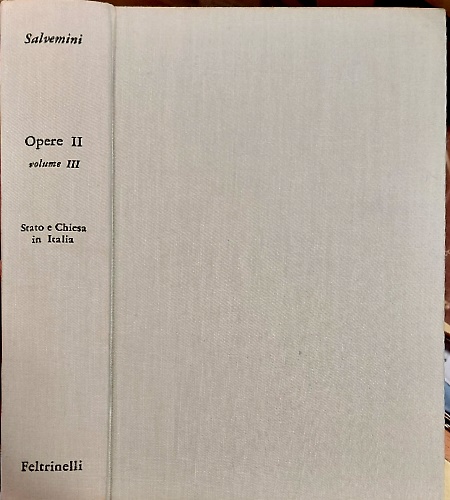 Salvemini
Opere II
volume III
Stato e Chiesa
in Italia
Feltrinelli